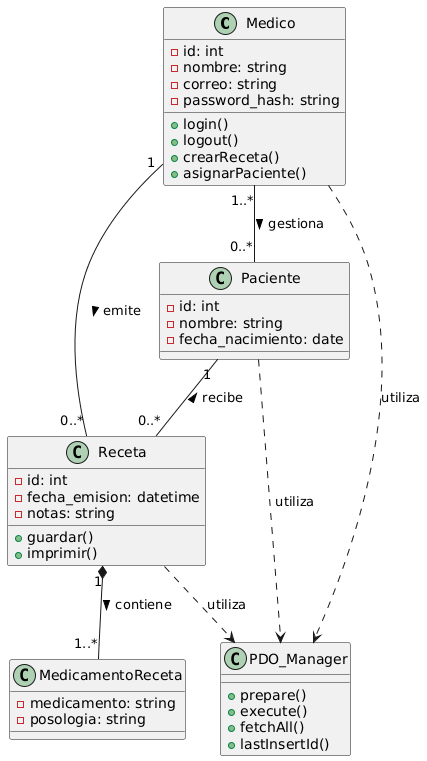 C Medico
id: int
nombre: string
correo: string
password_hash: string
login()
logout()
crearReceta()
asignarPaciente()
1
1..*
gestiona
0..*
C Paciente
id: int
nombre: string
fecha_nacimiento: date
emite
1
recibe
utiliza
0..*
0..*
C Receta
id: int
fecha_emision: datetime
notas: string
guardar()
imprimir()
utiliza
1
contiene
utiliza
1..*
C MedicamentoReceta
medicamento: string
posologia: string
C PDO_Manager
prepare()
execute()
fetchAll()
lastInsertId()